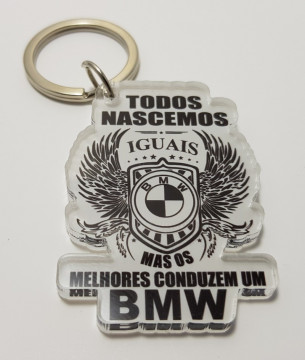 TODOS
NASCEMOS
IGUAIS
BMW
MAS OS
MELHORES CONDUZEM UM
BMW